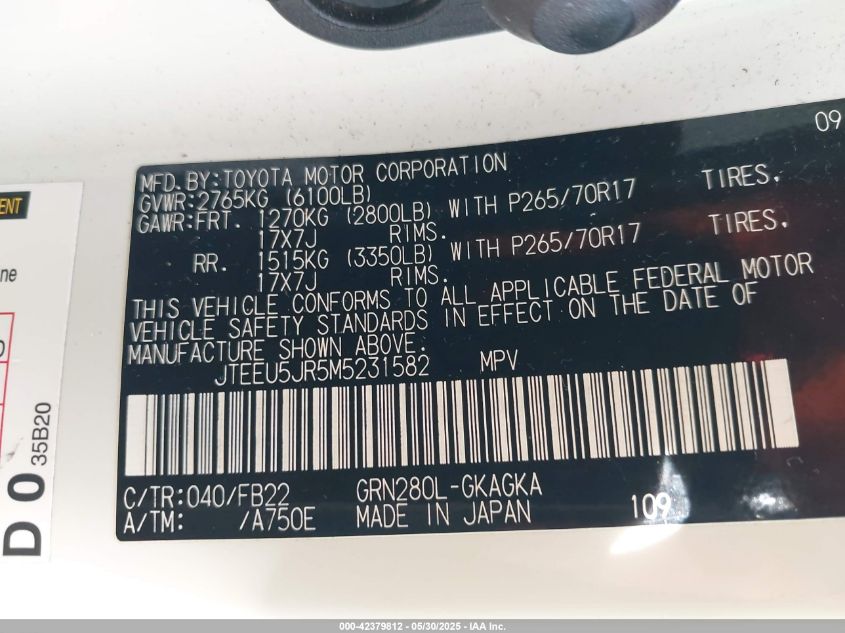 09
MFD. BY:TOYOTA MOTOR CORPORATION
GVWR:2765KG (6100LB)
GAWR:FRT. 1270KG (2800LB) WITH P265/70R17 TIRES,
17X7J RIMS.
RR. 1515KG (3350LB) WITH P265/70R17 TIRES,
17X7J RIMS.
THIS VEHICLE CONFORMS TO ALL APPLICABLE FEDERAL MOTOR
VEHICLE SAFETY STANDARDS IN EFFECT ON THE DATE OF
MANUFACTURE SHOWN ABOVE.
JTEEU5JR5M5231582 MPV
C/TR:040/FB22 GRN280L-GKAGKA
A/TM: /A750E MADE IN JAPAN 109
D 0 35B20
000-42379812 - 05/30/2025 - IAA Inc.